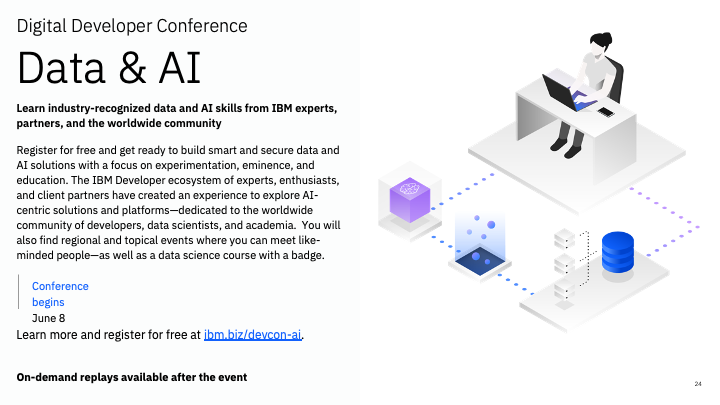 Digital Developer Conference
Data & AI
Learn industry-recognized data and AI skills from IBM experts,
partners, and the worldwide community
Register for free and get ready to build smart and secure data and
AI solutions with a focus on experimentation, eminence, and
education. The IBM Developer ecosystem of experts, enthusiasts,
and client partners have created an experience to explore AI-
centric solutions and platforms—dedicated to the worldwide
community of developers, data scientists, and academia.  You will
also find regional and topical events where you can meet like-
minded people—as well as a data science course with a badge.
Conference
begins
June 8
Learn more and register for free at ibm.biz/devcon-ai.
On-demand replays available after the event
24